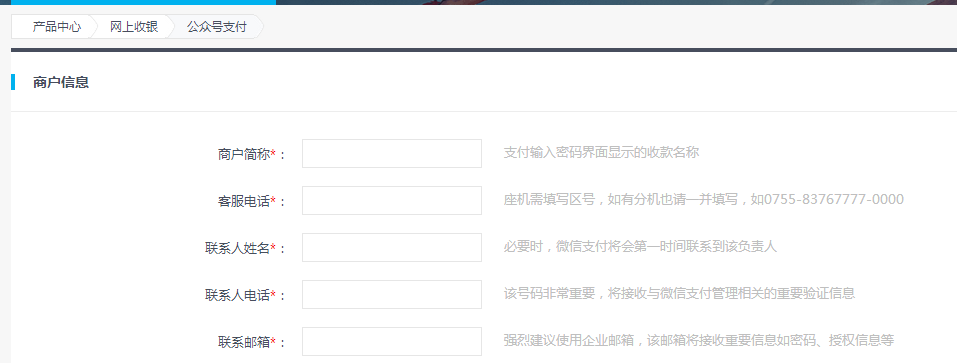 产品中心 网上收银 公众号支付
商户信息
商户简称*： 支付输入密码界面显示的收款名称
客服电话*： 座机需填写区号，如有分机也请一并填写，如0755-83767777-0000
联系人姓名*： 必要时，微信支付将会第一时间联系到该负责人
联系人电话*： 该号码非常重要，将接收与微信支付管理相关的重要验证信息
联系邮箱*： 强烈建议使用企业邮箱，该邮箱将接收重要信息如密码、授权信息等